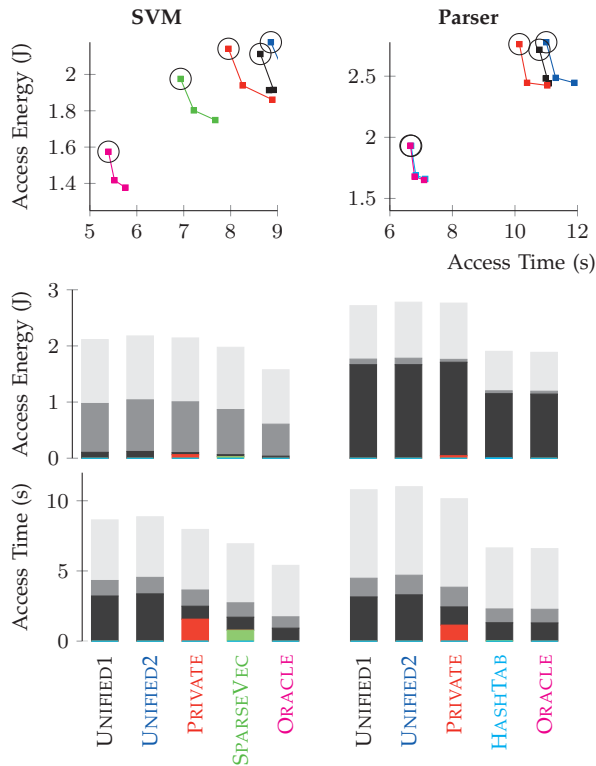 SVM
Parser
Access Energy (J)
2
1.8
1.6
1.4
5 6 7 8 9
2.5
2
1.5
6 8 10 12
Access Time (s)
Access Energy (J)
3
2
1
0
Access Time (s)
10
5
0
UNIFIED1
UNIFIED2
PRIVATE
SPARSEVEC
ORACLE
UNIFIED1
UNIFIED2
PRIVATE
HASHTAB
ORACLE